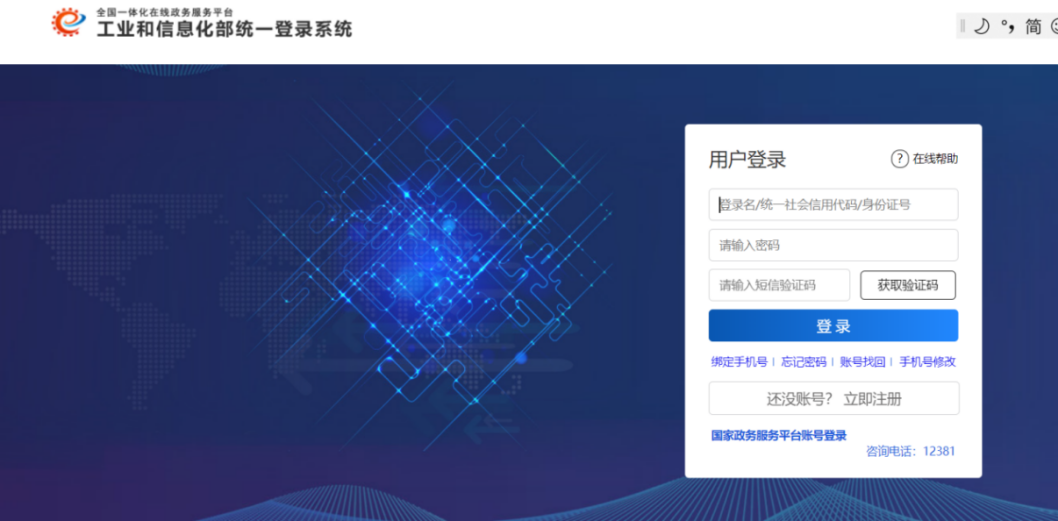 全国一体化在线政务服务平台
工业和信息化部统一登录系统
简
用户登录
? 在线帮助
登录名/统一社会信用代码/身份证号
请输入密码
请输入短信验证码
获取验证码
登录
绑定手机号 | 忘记密码 | 账号找回 | 手机号修改
还没账号? 立即注册
国家政务服务平台账号登录
咨询电话：12381